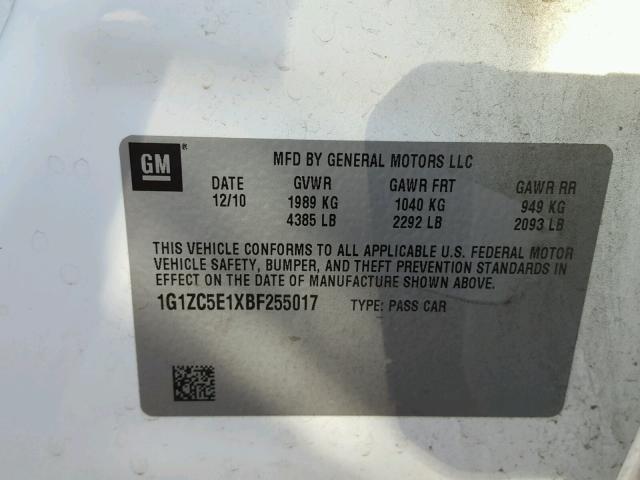 GM ®
MFD BY GENERAL MOTORS LLC
DATE GVWR GAWR FRT GAWR RR
12/10 1989 KG 1040 KG 949 KG
4385 LB 2292 LB 2093 LB
THIS VEHICLE CONFORMS TO ALL APPLICABLE U.S. FEDERAL MOTOR
VEHICLE SAFETY, BUMPER, AND THEFT PREVENTION STANDARDS IN
EFFECT ON THE DATE OF MANUFACTURE SHOWN ABOVE.
1G1ZC5E1XBF255017 TYPE: PASS CAR